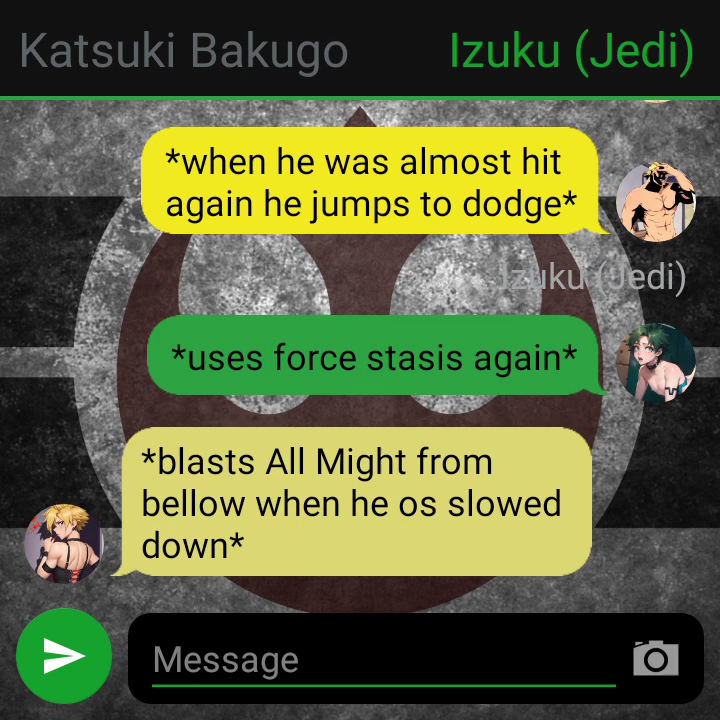 Katsuki Bakugo
Izuku (Jedi)
*when he was almost hit
again he jumps to dodge*
Izuku (Jedi)
*uses force stasis again*
*blasts All Might from
bellow when he os slowed
down*
Message